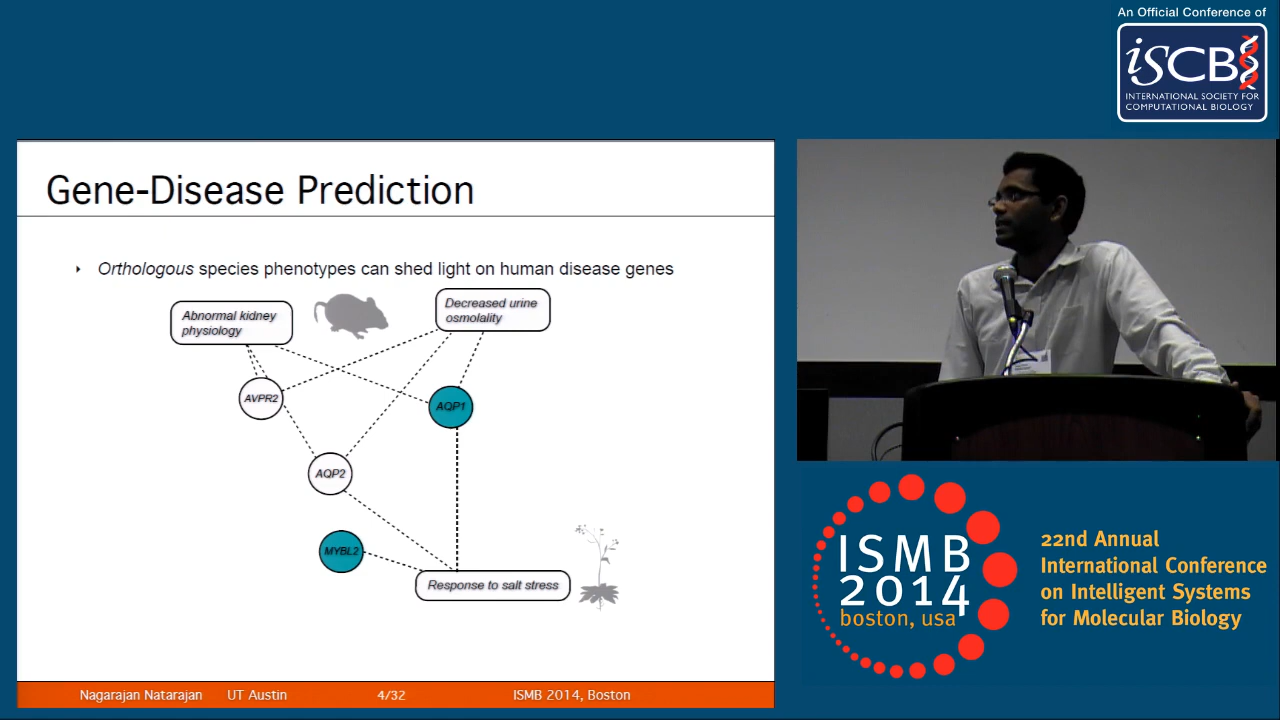 An Official Conference of
iSCB
INTERNATIONAL SOCIETY FOR
COMPUTATIONAL BIOLOGY
Gene-Disease Prediction
Orthologous species phenotypes can shed light on human disease genes
Abnormal kidney
physiology
Decreased urine
osmolality
AVPR2
AQP1
AQP2
MYBL2
Response to salt stress
Nagarajan Natarajan UT Austin 4/32 ISMB 2014, Boston
ISMB
2014
boston, usa
22nd Annual
International Conference
on Intelligent Systems
for Molecular Biology